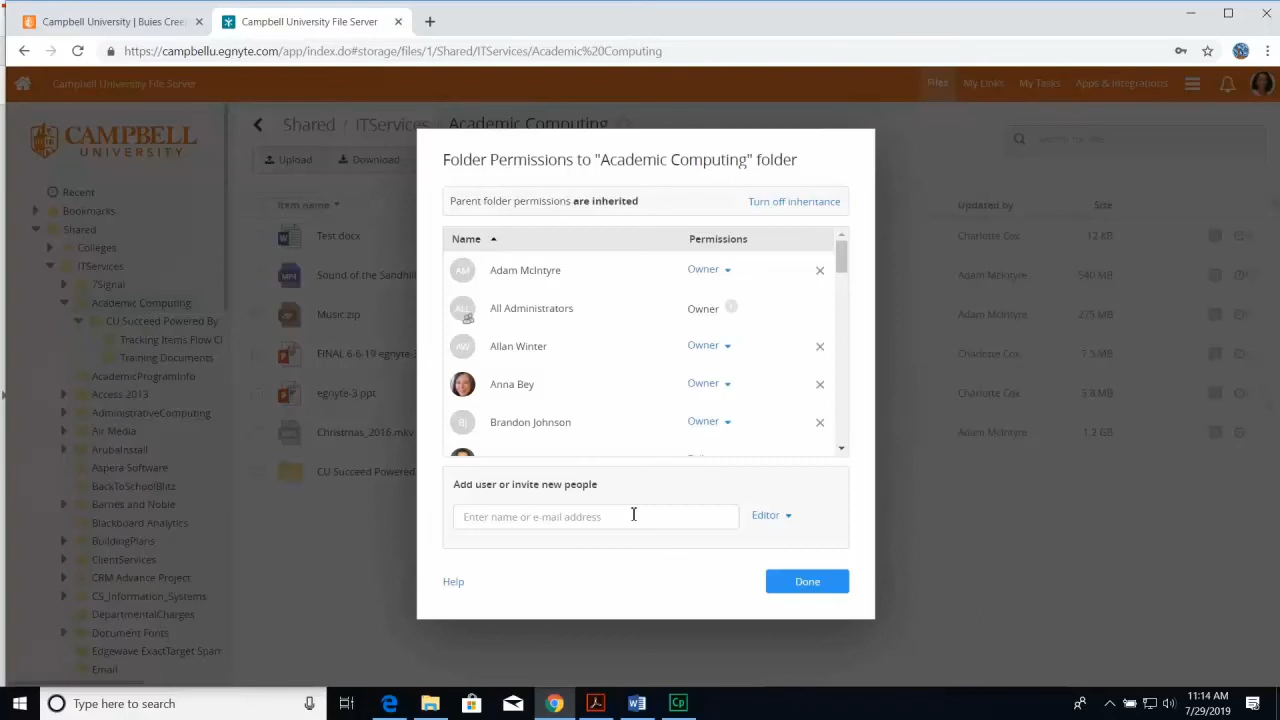 Campbell University | Buies Cree
Campbell University File Server
https://campbellu.egnyte.com/app/index.do#storage/files/1/Shared/ITServices/Academic%20Computing
Campbell University File Server
Files
My Links
My Tasks
Apps & Integrations
CAMPBELL
UNIVERSITY
Shared / ITServices / Academic Computing
Upload
Download
Recent
Bookmarks
Shared
Colleges
ITServices
7Signal
Academic Computing
CU Succeed Powered By
Tracking Items Flow Cl
Training Documents
AcademicProgramInfo
Access 2013
AdministrativeComputing
Air Media
ArubaInstall
Aspera Software
BackToSchoolBlitz
Barnes and Noble
Blackboard Analytics
BuildingPlans
ClientServices
CBM Advance Project
CS_Information_Systems
DepartmentalCharges
Document Fonts
Edgewave ExactTarget Spam
Email
Item name
Updated by
Size
Test.docx
Charlotte Cox
12 KB
Sound of the Sandhill
Adam McIntyre
540 MB
Music.zip
Adam McIntyre
275 MB
FINAL 6-6-19 egnyte-3
Charlotte Cox
7.3 MB
egnyte-3.ppt
Charlotte Cox
3.8 MB
Christmas_2016.mkv
Adam McIntyre
1.2 GB
CU Succeed Powered
Folder Permissions to "Academic Computing" folder
Parent folder permissions are inherited
Turn off inheritance
Name
Permissions
AM
Adam McIntyre
Owner
ALL
All Administrators
Owner
AW
Allan Winter
Owner
Anna Bey
Owner
BJ
Brandon Johnson
Owner
Add user or invite new people
Enter name or e-mail address
Editor
Help
Done
Type here to search
11:14 AM
7/29/2019